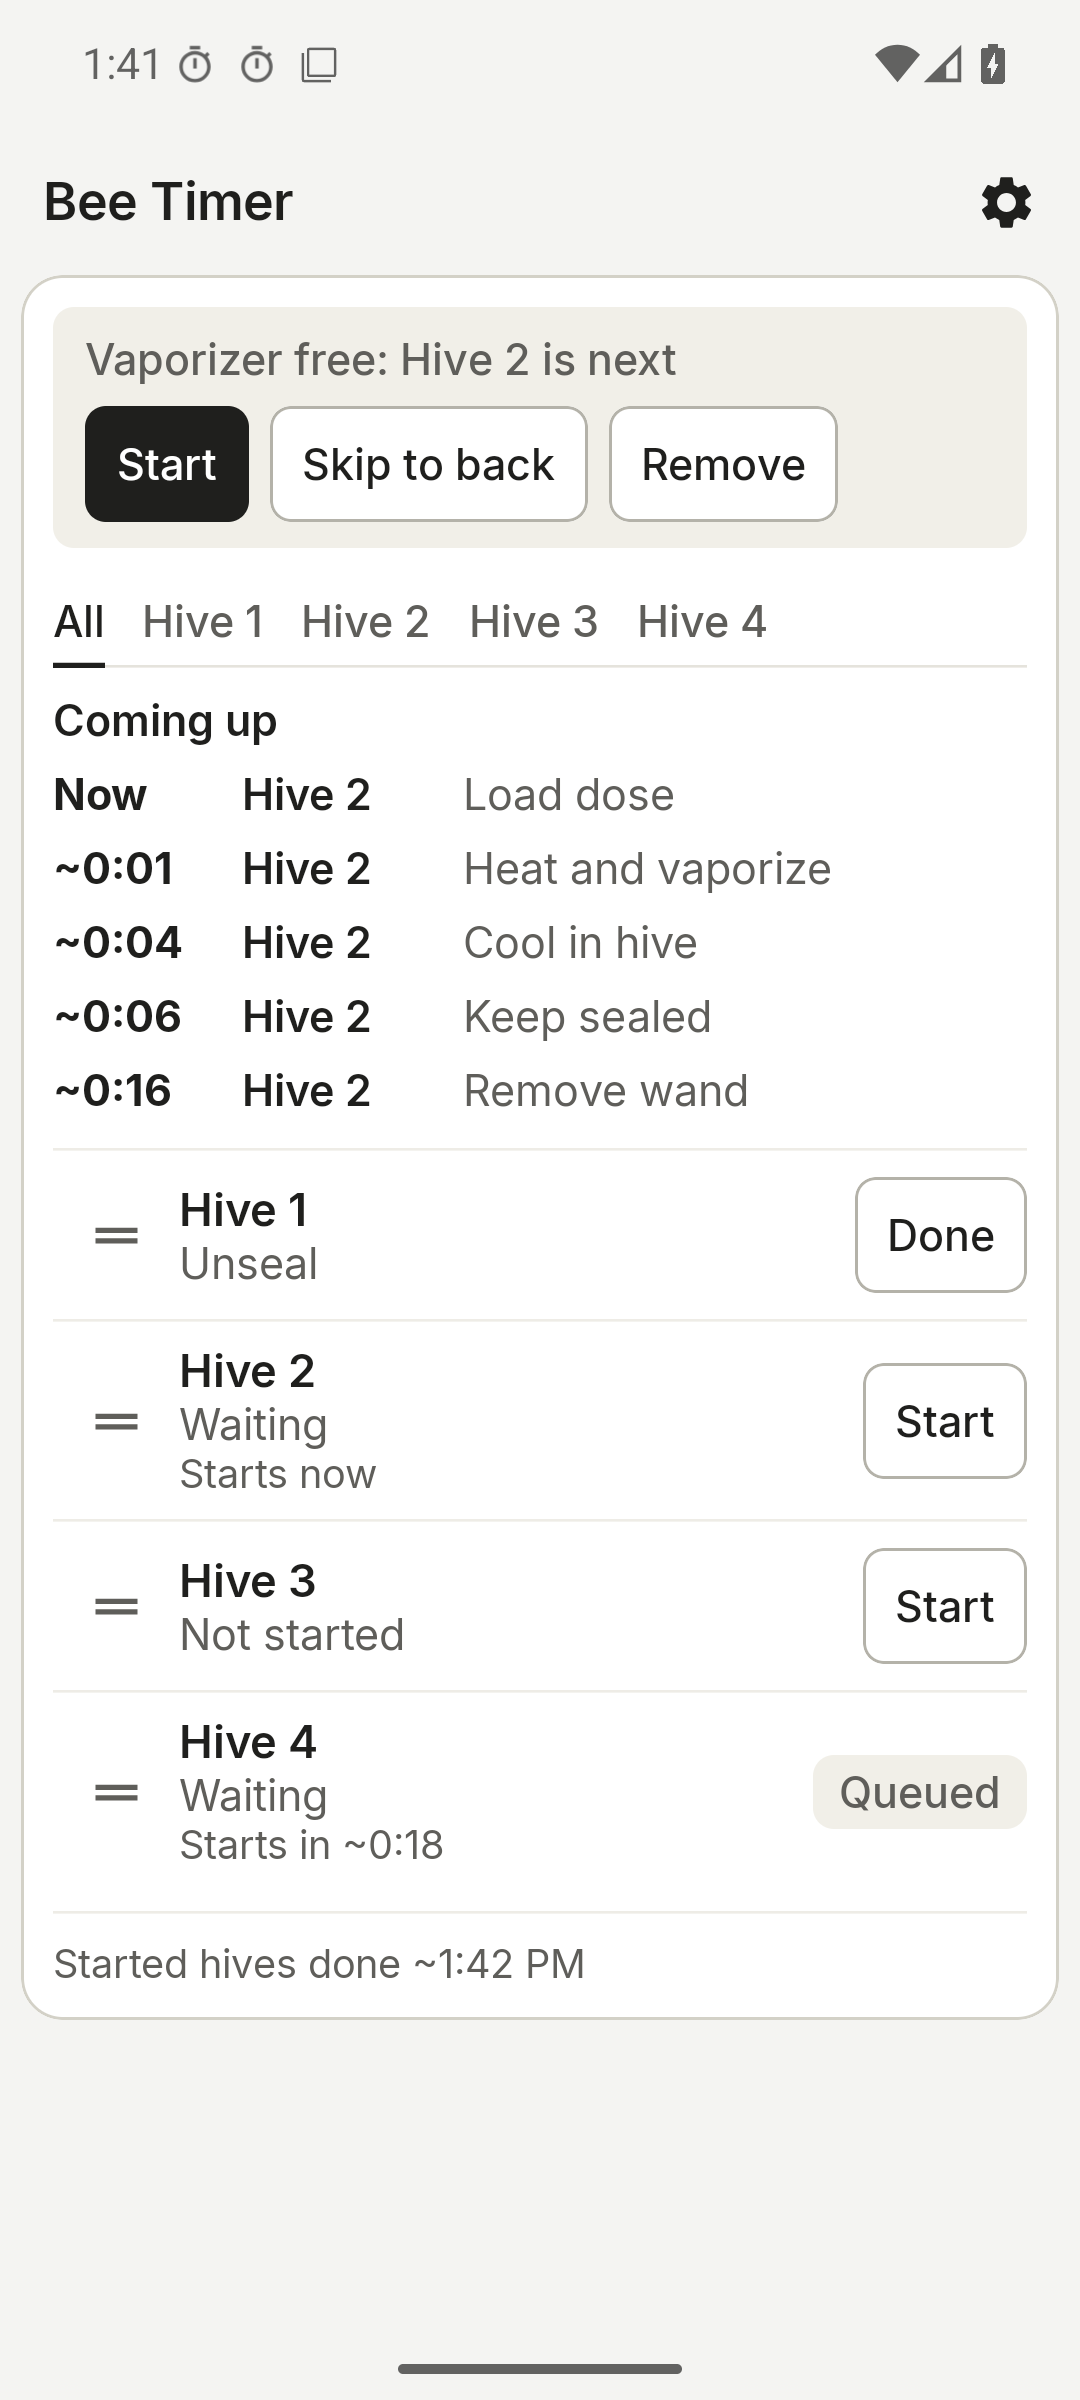 1:41
Bee Timer
Vaporizer free: Hive 2 is next
Start Skip to back Remove
All Hive 1 Hive 2 Hive 3 Hive 4
Coming up
Now Hive 2 Load dose
~0:01 Hive 2 Heat and vaporize
~0:04 Hive 2 Cool in hive
~0:06 Hive 2 Keep sealed
~0:16 Hive 2 Remove wand
Hive 1
Unseal
Done
Hive 2
Waiting
Starts now
Start
Hive 3
Not started
Start
Hive 4
Waiting
Starts in ~0:18
Queued
Started hives done ~1:42 PM